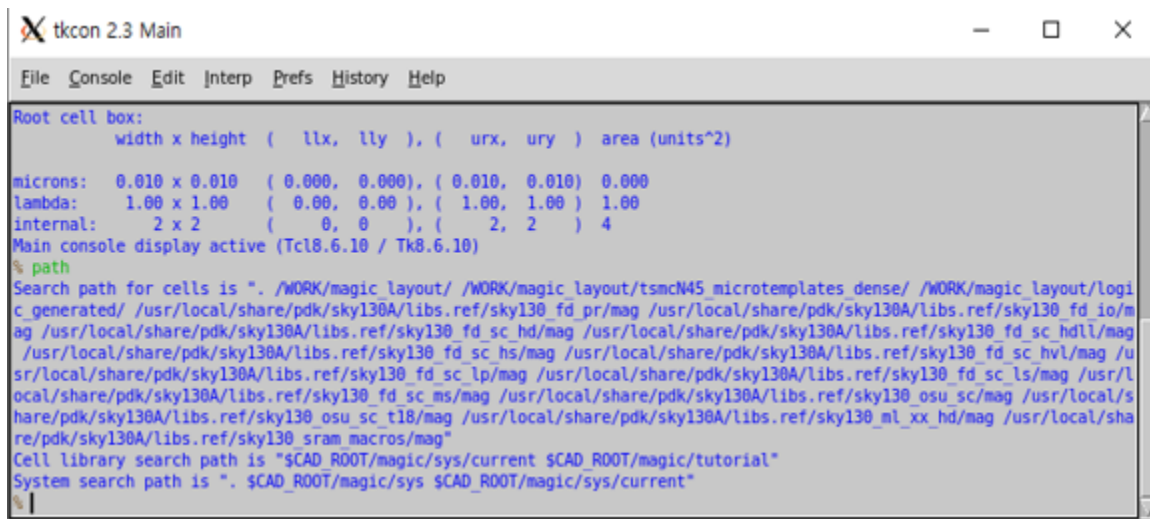 tkcon 2.3 Main
File Console Edit Interp Prefs History Help
Root cell box:
width x height ( llx, lly ), ( urx, ury ) area (units^2)
microns: 0.010 x 0.010 ( 0.000, 0.000), ( 0.010, 0.010) 0.000
lambda: 1.00 x 1.00 ( 0.00, 0.00 ), ( 1.00, 1.00 ) 1.00
internal: 2 x 2 ( 0, 0 ), ( 2, 2 ) 4
Main console display active (Tcl8.6.10 / Tk8.6.10)
% path
Search path for cells is ". /WORK/magic_layout/ /WORK/magic_layout/tsmcN45_microtemplates_dense/ /WORK/magic_layout/logi
c_generated/ /usr/local/share/pdk/sky130A/libs.ref/sky130_fd_pr/mag /usr/local/share/pdk/sky130A/libs.ref/sky130_fd_io/m
ag /usr/local/share/pdk/sky130A/libs.ref/sky130_fd_sc_hd/mag /usr/local/share/pdk/sky130A/libs.ref/sky130_fd_sc_hdll/mag
/usr/local/share/pdk/sky130A/libs.ref/sky130_fd_sc_hs/mag /usr/local/share/pdk/sky130A/libs.ref/sky130_fd_sc_hvl/mag /u
sr/local/share/pdk/sky130A/libs.ref/sky130_fd_sc_lp/mag /usr/local/share/pdk/sky130A/libs.ref/sky130_fd_sc_ls/mag /usr/l
ocal/share/pdk/sky130A/libs.ref/sky130_fd_sc_ms/mag /usr/local/share/pdk/sky130A/libs.ref/sky130_osu_sc/mag /usr/local/s
hare/pdk/sky130A/libs.ref/sky130_osu_sc_t18/mag /usr/local/share/pdk/sky130A/libs.ref/sky130_ml_xx_hd/mag /usr/local/sha
re/pdk/sky130A/libs.ref/sky130_sram_macros/mag"
Cell library search path is "$CAD_ROOT/magic/sys/current $CAD_ROOT/magic/tutorial"
System search path is ". $CAD_ROOT/magic/sys $CAD_ROOT/magic/sys/current"
%